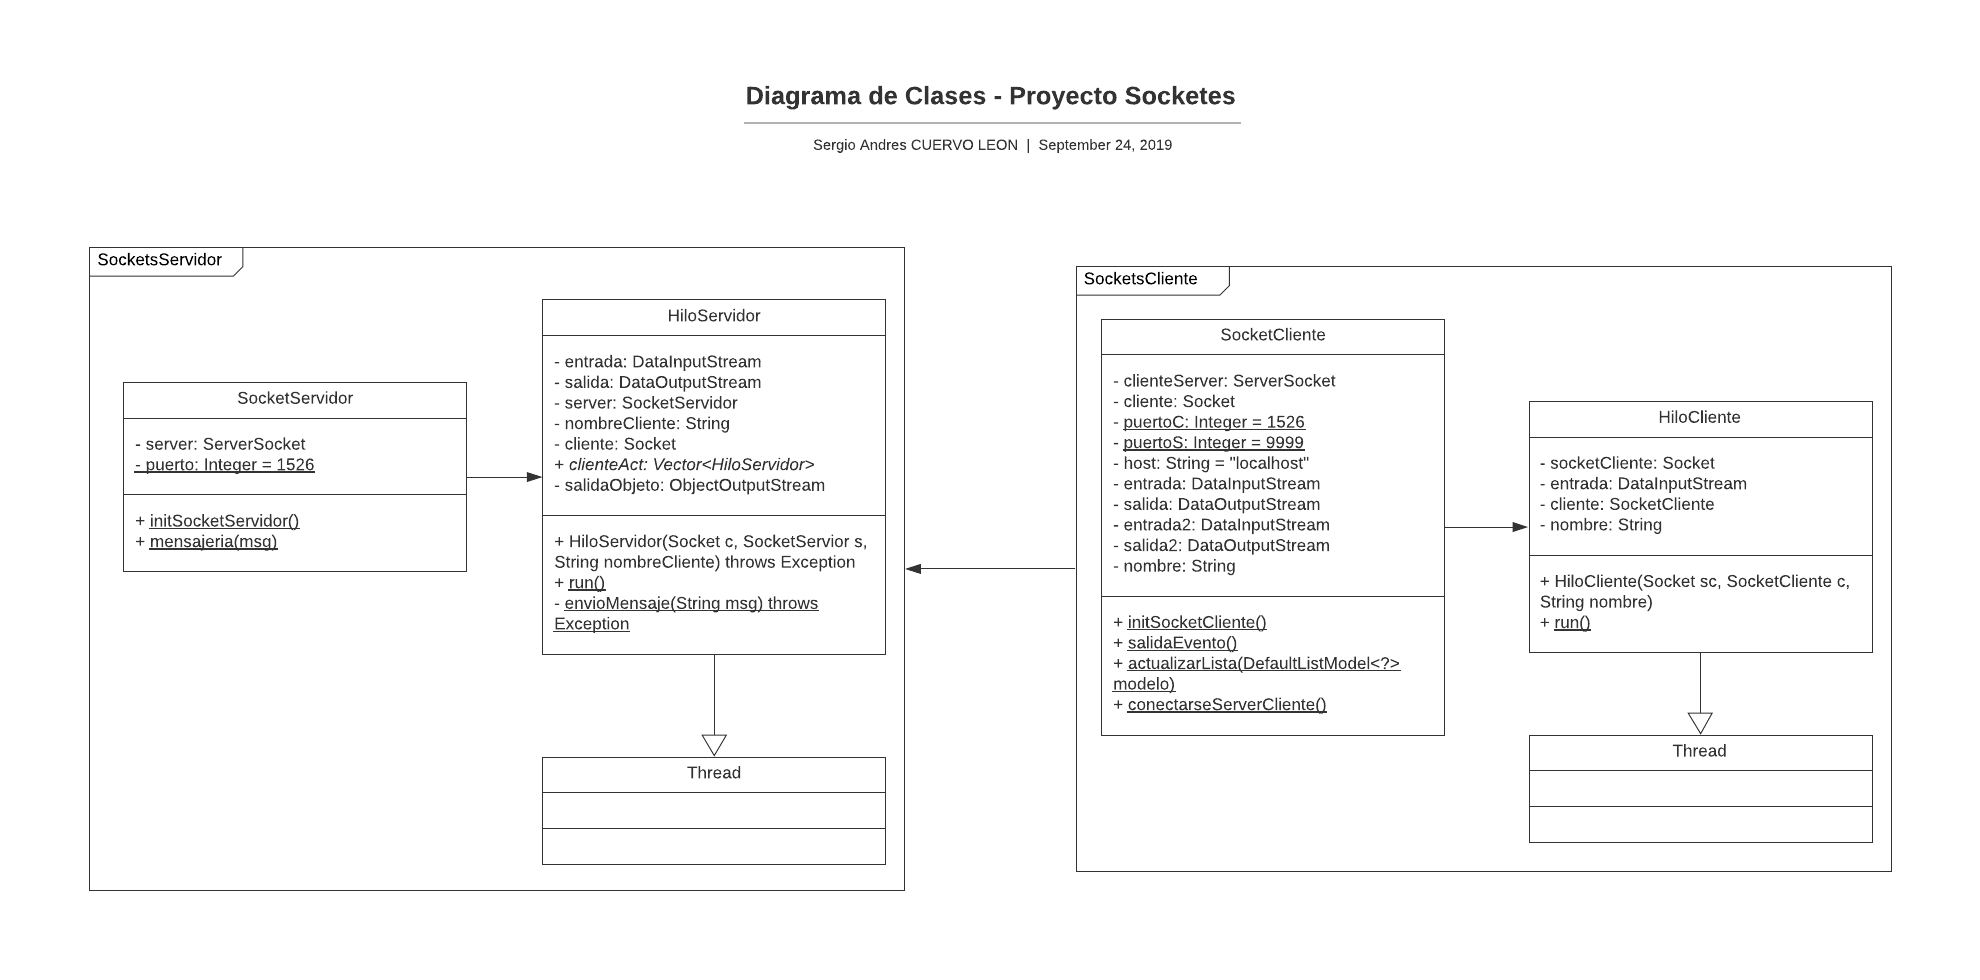 Diagrama de Clases - Proyecto Socketes
Sergio Andres CUERVO LEON | September 24, 2019
SocketsServidor
SocketServidor
- server: ServerSocket
- puerto: Integer = 1526
+ initSocketServidor()
+ mensajeria(msg)
HiloServidor
- entrada: DataInputStream
- salida: DataOutputStream
- server: SocketServidor
- nombreCliente: String
- cliente: Socket
+ clienteAct: Vector<HiloServidor>
- salidaObjeto: ObjectOutputStream
+ HiloServidor(Socket c, SocketServior s,
String nombreCliente) throws Exception
+ run()
- envioMensaje(String msg) throws
Exception
Thread
SocketsCliente
SocketCliente
- clienteServer: ServerSocket
- cliente: Socket
- puertoC: Integer = 1526
- puertoS: Integer = 9999
- host: String = "localhost"
- entrada: DataInputStream
- salida: DataOutputStream
- entrada2: DataInputStream
- salida2: DataOutputStream
- nombre: String
+ initSocketCliente()
+ salidaEvento()
+ actualizarLista(DefaultListModel<?>
modelo)
+ conectarseServerCliente()
HiloCliente
- socketCliente: Socket
- entrada: DataInputStream
- cliente: SocketCliente
- nombre: String
+ HiloCliente(Socket sc, SocketCliente c,
String nombre)
+ run()
Thread